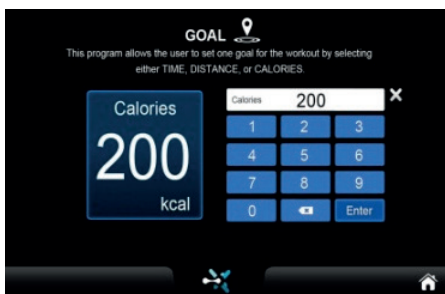 GOAL
This program allows the user to set one goal for the workout by selecting
either TIME, DISTANCE, or CALORIES.
Calories
200
kcal
Calories 200
1 2 3
4 5 6
7 8 9
0 Enter